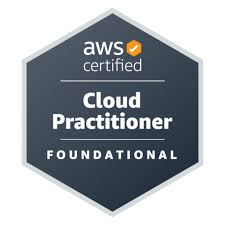 aws
certified
Cloud
Practitioner
FOUNDATIONAL